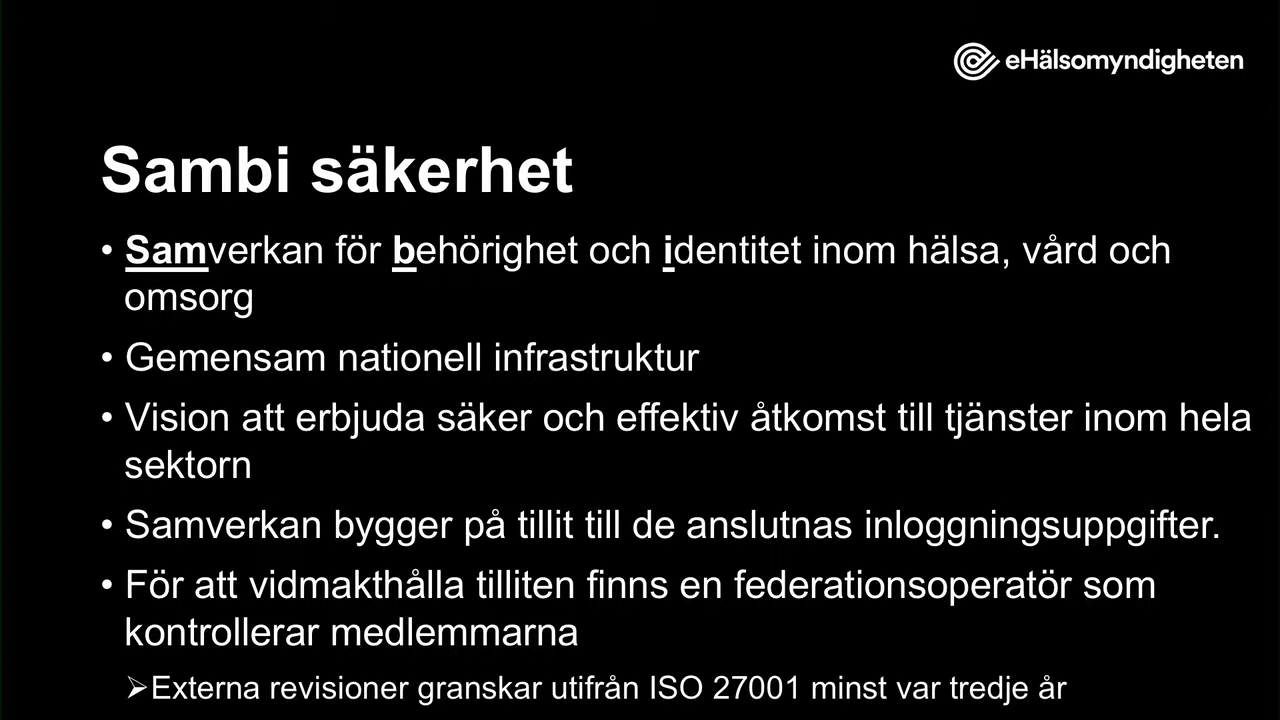 eHälsomyndigheten
Sambi säkerhet
• Samverkan för behörighet och identitet inom hälsa, vård och
omsorg
• Gemensam nationell infrastruktur
• Vision att erbjuda säker och effektiv åtkomst till tjänster inom hela
sektorn
• Samverkan bygger på tillit till de anslutnas inloggningsuppgifter.
• För att vidmakthålla tilliten finns en federationsoperatör som
kontrollerar medlemmarna
➢Externa revisioner granskar utifrån ISO 27001 minst var tredje år